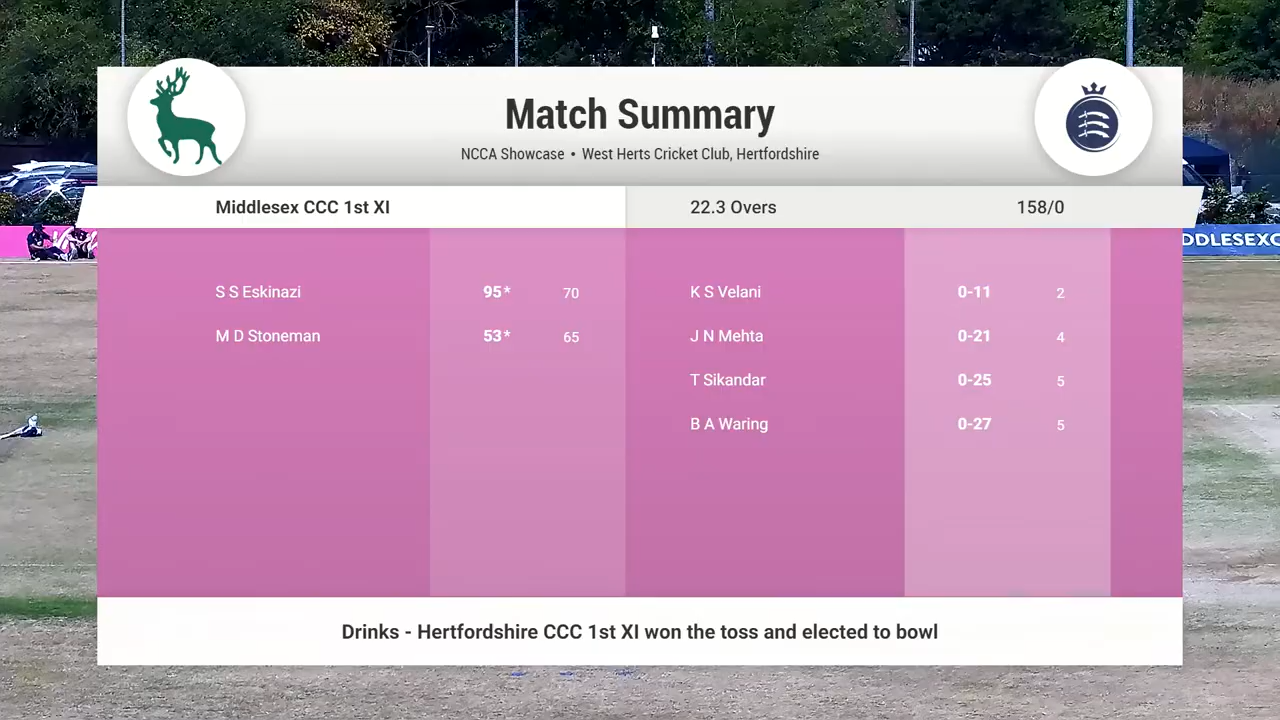 Match Summary
NCCA Showcase • West Herts Cricket Club, Hertfordshire
Middlesex CCC 1st XI 22.3 Overs 158/0
S S Eskinazi 95* 70 K S Velani 0-11 2
M D Stoneman 53* 65 J N Mehta 0-21 4
T Sikandar 0-25 5
B A Waring 0-27 5
DDLESEXC
Drinks - Hertfordshire CCC 1st XI won the toss and elected to bowl